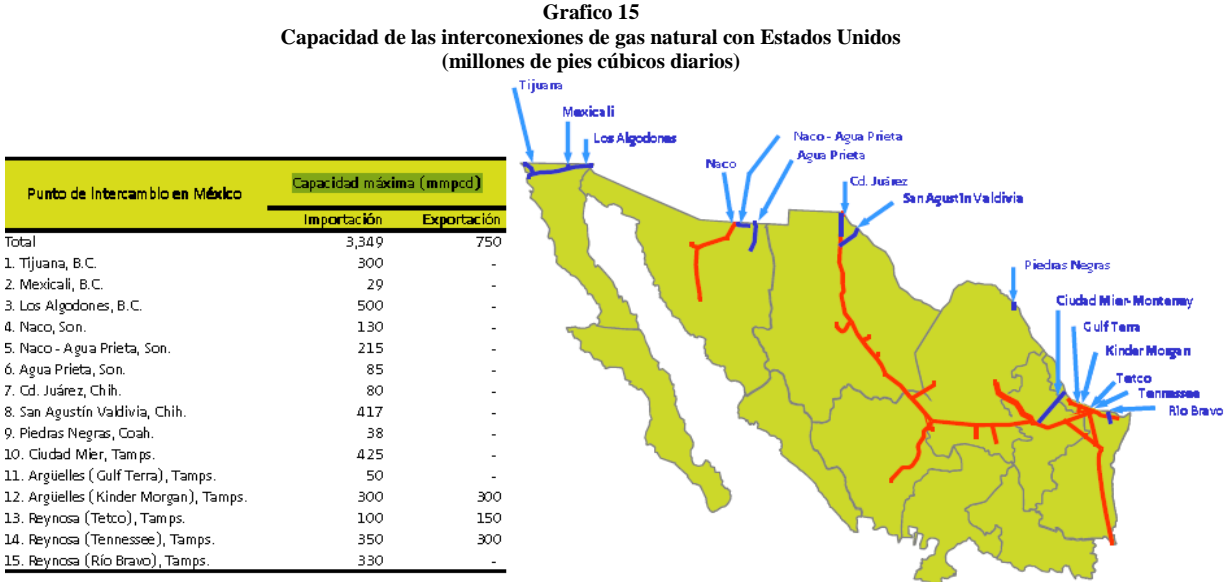 Grafico 15
Capacidad de las interconexiones de gas natural con Estados Unidos
(millones de pies cúbicos diarios)
Punto de intercambio en México
Capacidad máxima (mmpcd)
Importación Exportación
Total 3,349 750
1. Tijuana, B.C. 300 -
2. Mexicali, B.C. 29 -
3. Los Algodones, B.C. 500 -
4. Naco, Son. 130 -
5. Naco - Agua Prieta, Son. 215 -
6. Agua Prieta, Son. 85 -
7. Cd. Juárez, Chih. 80 -
8. San Agustín Valdivia, Chih. 417 -
9. Piedras Negras, Coah. 38 -
10. Ciudad Mier, Tamps. 425 -
11. Argüelles (Gulf Terra), Tamps. 50 -
12. Argüelles (Kinder Morgan), Tamps. 300 300
13. Reynosa (Tetco), Tamps. 100 150
14. Reynosa (Tennessee), Tamps. 350 300
15. Reynosa (Río Bravo), Tamps. 330 -
Tijuana
Mexicali
Los Algodones
Naco
Naco - Agua Prieta
Agua Prieta
Cd. Juárez
San Agustín Valdivia
Piedras Negras
Ciudad Mier-Monterrey
Gulf Terra
Kinder Morgan
Tetco
Tennessee
Río Bravo